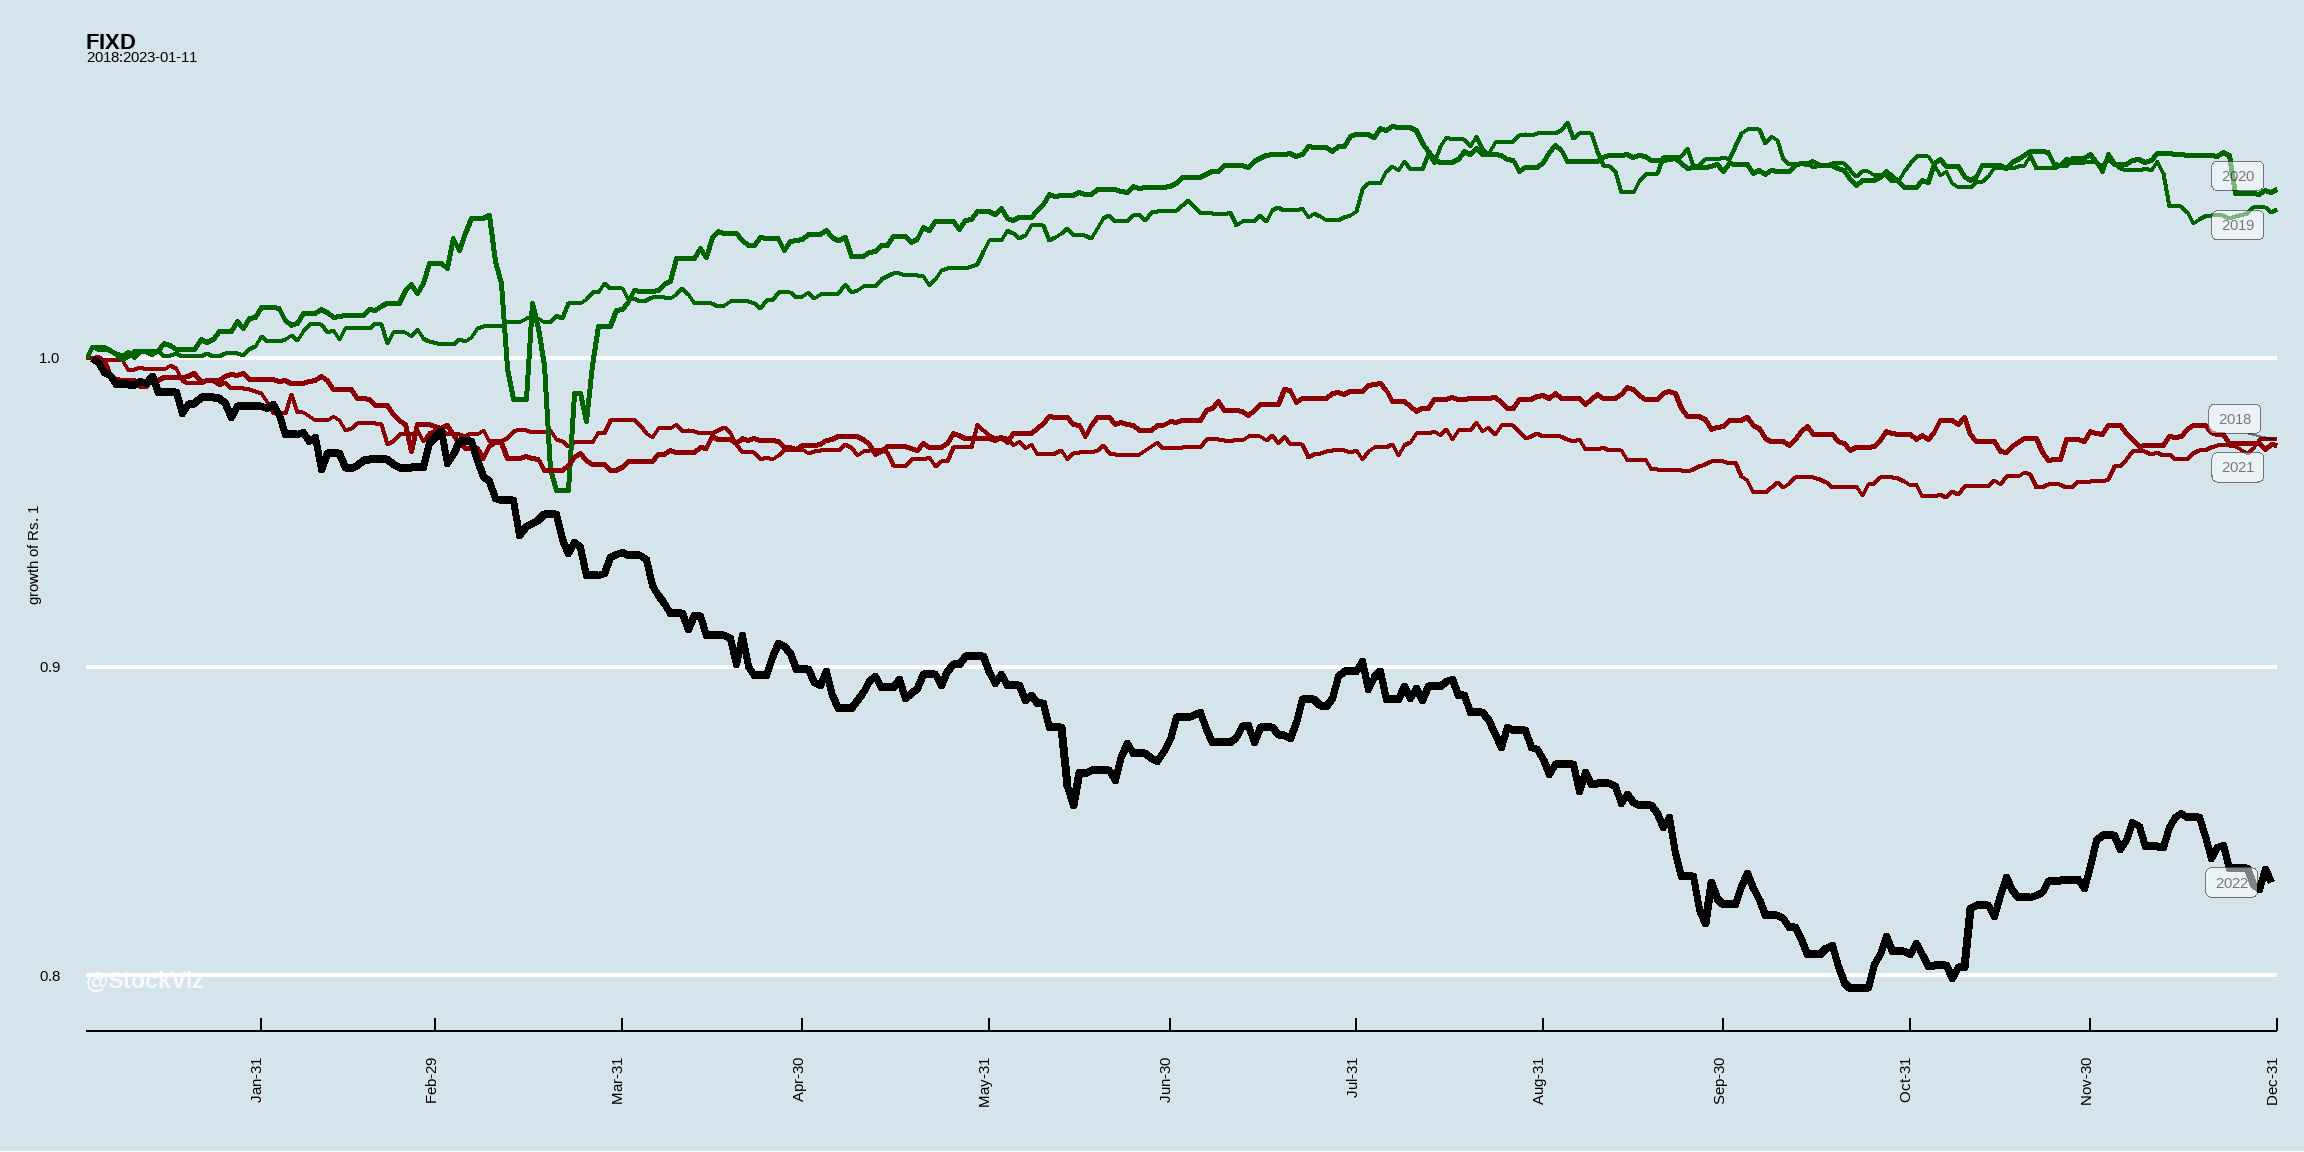 FIXD
2018:2023-01-11
2020
2019
1.0
2018
2021
growth of Rs. 1
0.9
2022
0.8
@StockViz
Jan-31
Feb-29
Mar-31
Apr-30
May-31
Jun-30
Jul-31
Aug-31
Sep-30
Oct-31
Nov-30
Dec-31